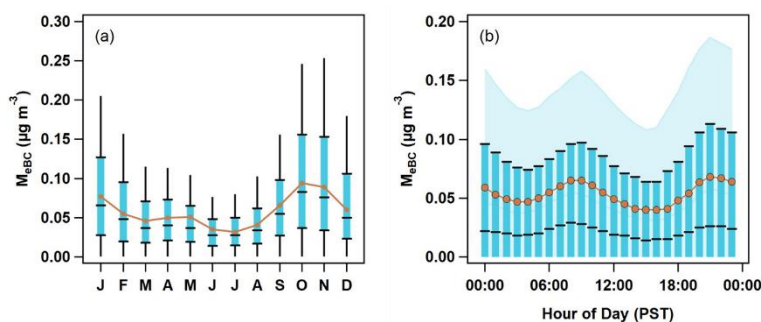 (a)
M_eBC (µg m⁻³)
0.30
0.25
0.20
0.15
0.10
0.05
0.00
J F M A M J J A S O N D
(b)
M_eBC (µg m⁻³)
0.20
0.15
0.10
0.05
0.00
00:00 06:00 12:00 18:00 00:00
Hour of Day (PST)